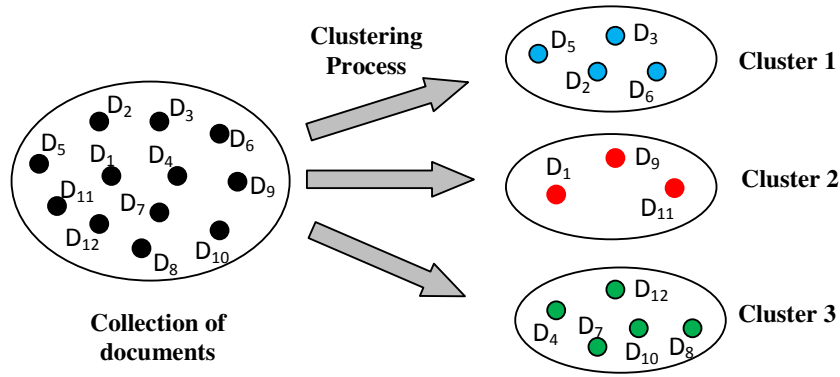 Clustering
Process
D₂ D₃ D₆
D₅ D₁ D₄
D₁₁ D₇ D₉
D₁₂ D₈ D₁₀
Collection of
documents
D₅ D₃
D₂ D₆
Cluster 1
D₁ D₉
D₁₁
Cluster 2
D₁₂
D₄ D₇ D₁₀ D₈
Cluster 3